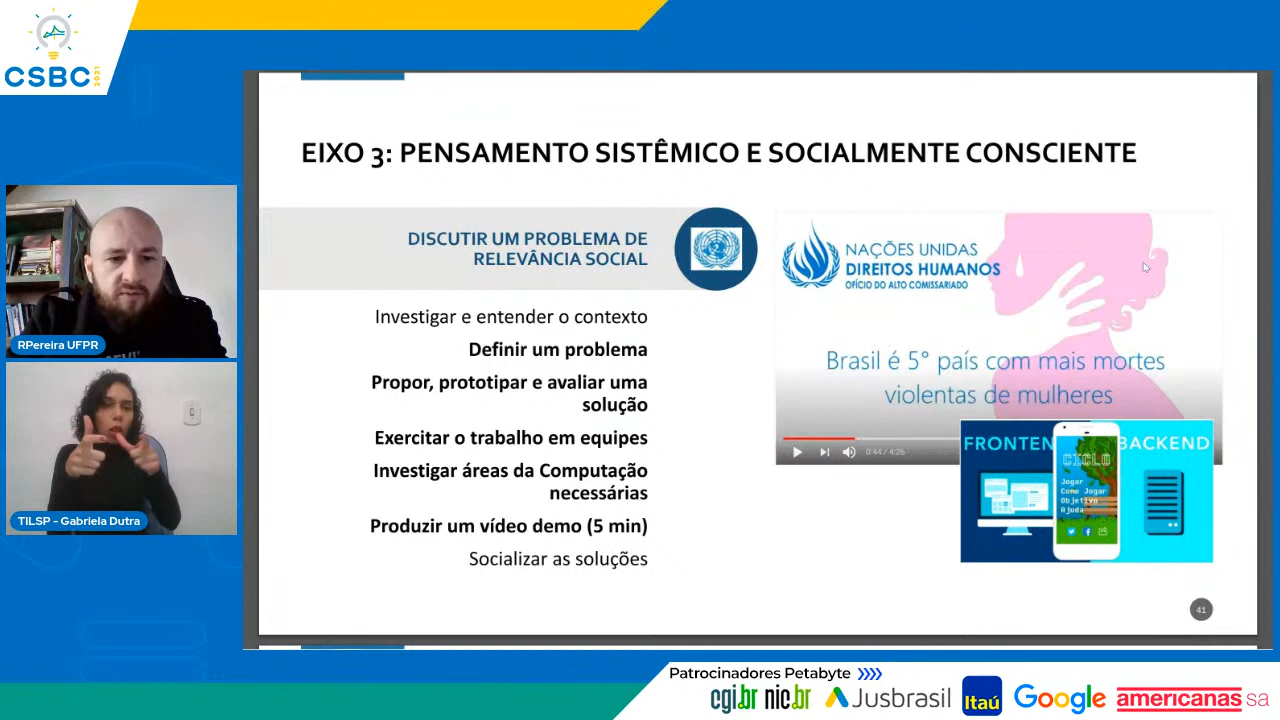 CSBC 2021
EIXO 3: PENSAMENTO SISTÊMICO E SOCIALMENTE CONSCIENTE
DISCUTIR UM PROBLEMA DE
RELEVÂNCIA SOCIAL
Investigar e entender o contexto
Definir um problema
Propor, prototipar e avaliar uma
solução
Exercitar o trabalho em equipes
Investigar áreas da Computação
necessárias
Produzir um vídeo demo (5 min)
Socializar as soluções
NAÇÕES UNIDAS
DIREITOS HUMANOS
OFÍCIO DO ALTO COMISSARIADO
Brasil é 5° país com mais mortes
violentas de mulheres
0:44 / 4:26
FRONTEN
BACKEND
CICLO
Jogar
Como Jogar
Objetivo
Ajuda
41
RPereira UFPR
TILSP - Gabriela Dutra
Patrocinadores Petabyte
cgi.br nic.br Jusbrasil Itaú Google americanas sa